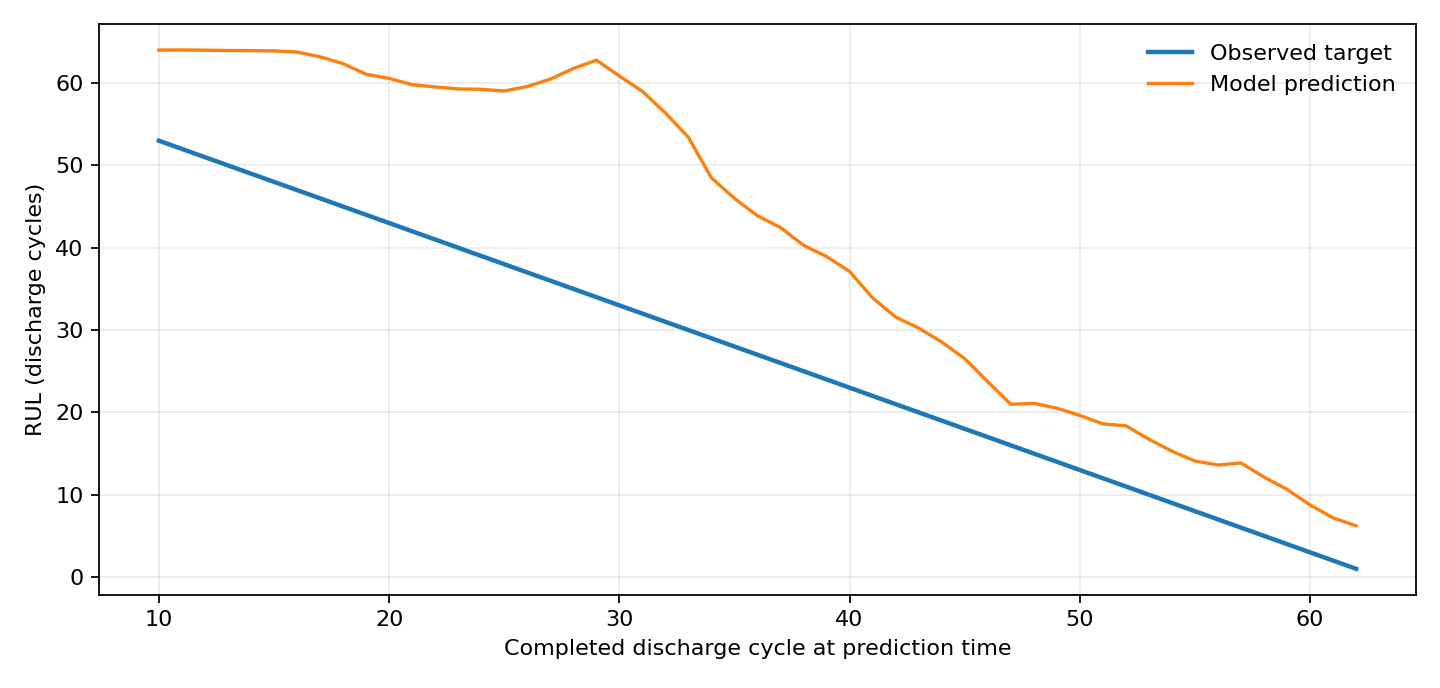 Observed target
Model prediction
RUL (discharge cycles)
60
50
40
30
20
10
0
10 20 30 40 50 60
Completed discharge cycle at prediction time